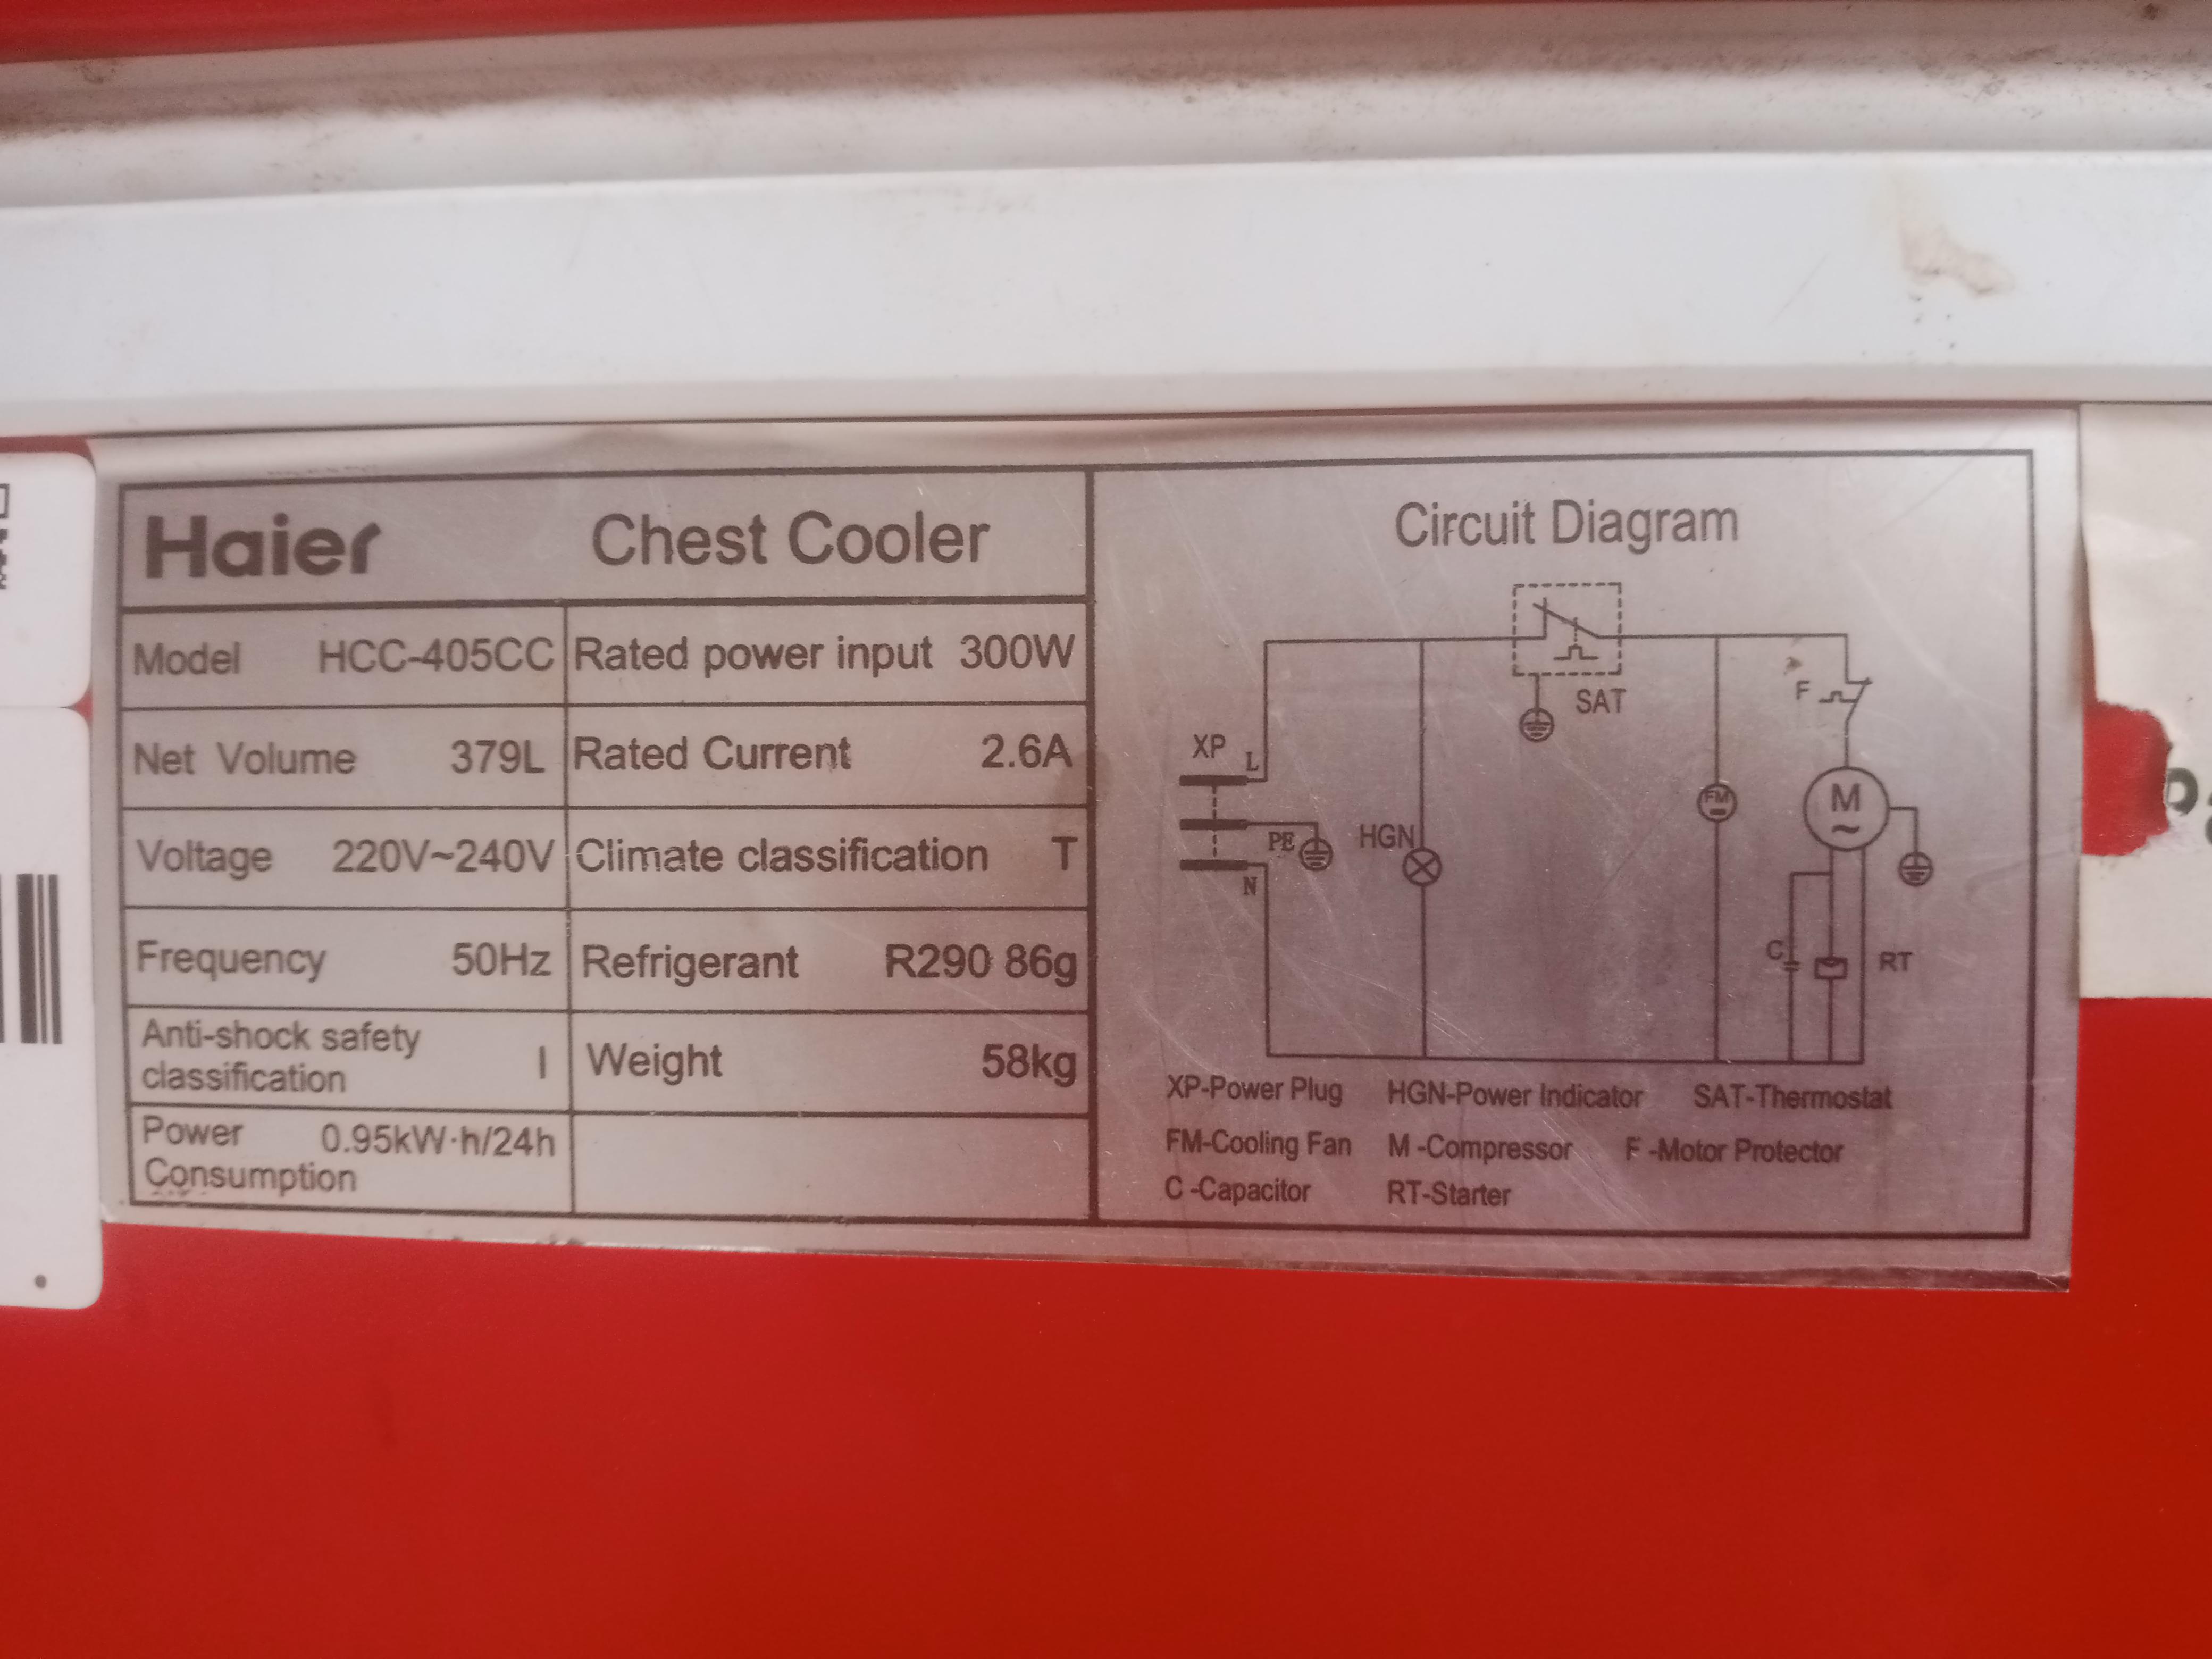 Haier Chest Cooler
Model HCC-405CC Rated power input 300W
Net Volume 379L Rated Current 2.6A
Voltage 220V~240V Climate classification T
Frequency 50Hz Refrigerant R290 86g
Anti-shock safety
classification I Weight 58kg
Power
Consumption 0.95kW·h/24h
Circuit Diagram
SAT
F
XP L
FM
M
~
PE
HGN
N
C
RT
XP-Power Plug HGN-Power Indicator SAT-Thermostat
FM-Cooling Fan M -Compressor F -Motor Protector
C -Capacitor RT-Starter